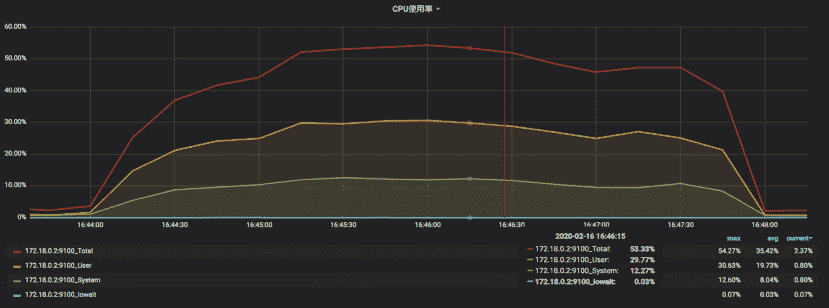 CPU使用率
60.00%
50.00%
40.00%
30.00%
20.00%
10.00%
0%
16:44:00 16:44:30 16:45:00 16:45:30 16:46:00 16:46:30 16:47:00 16:47:30 16:48:00
2020-02-16 16:46:15
172.18.0.2:9100_Total: 53.33%
172.18.0.2:9100_User: 29.77%
172.18.0.2:9100_System: 12.27%
172.18.0.2:9100_Iowait: 0.03%
max avg current
172.18.0.2:9100_Total 54.27% 35.42% 2.37%
172.18.0.2:9100_User 30.63% 19.73% 0.80%
172.18.0.2:9100_System 12.60% 8.04% 0.80%
172.18.0.2:9100_Iowait 0.07% 0.03% 0.07%